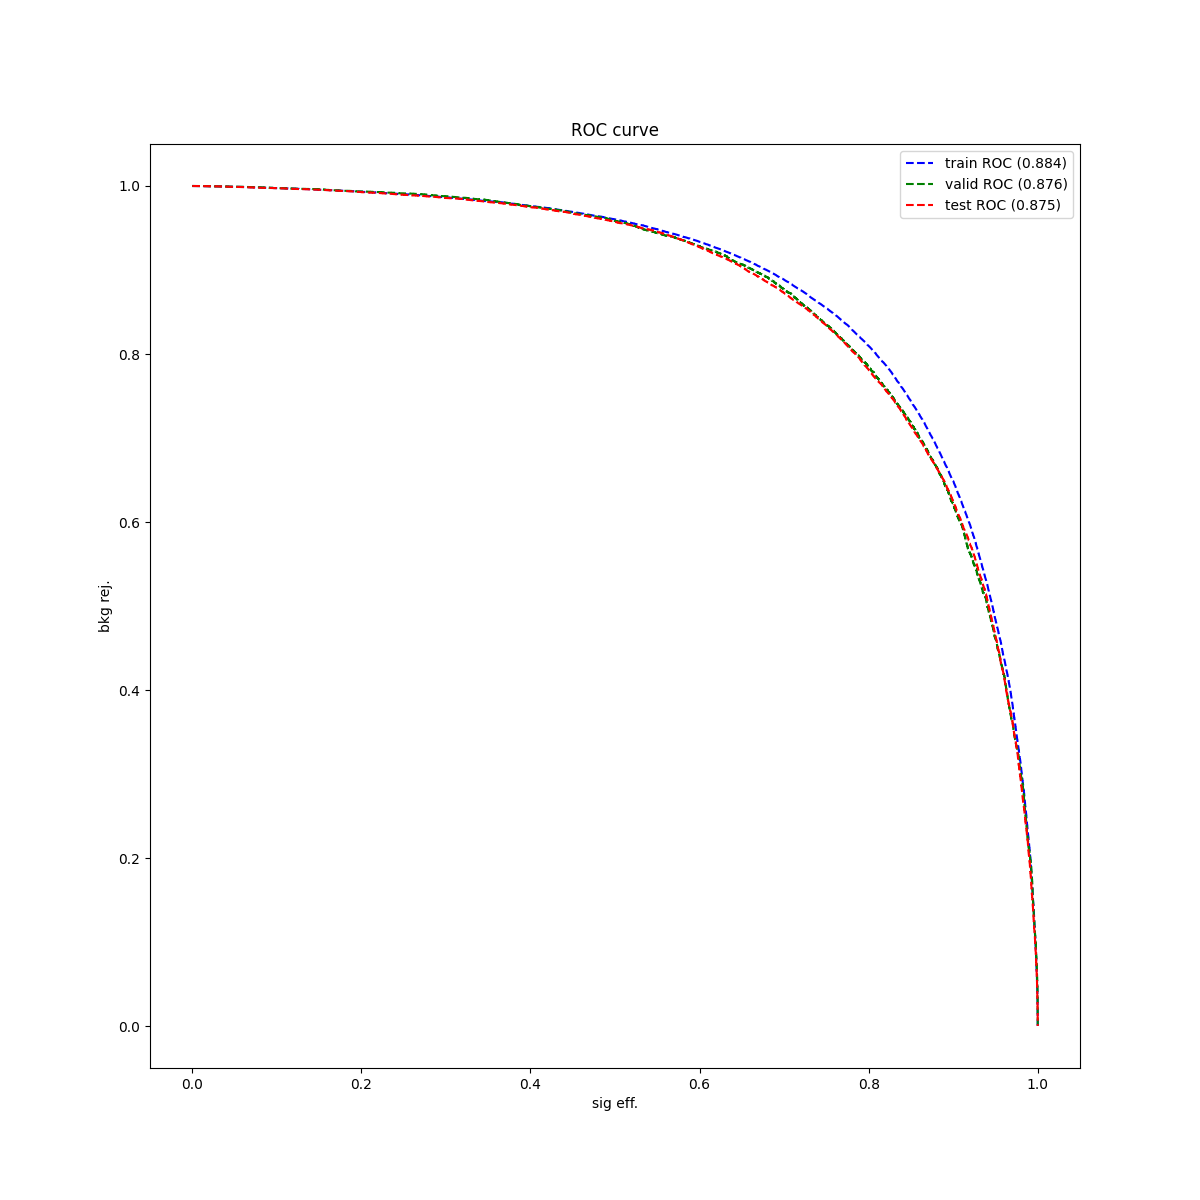 ROC curve
train ROC (0.884)
valid ROC (0.876)
test ROC (0.875)
1.0
0.8
0.6
0.4
0.2
0.0
bkg rej.
0.0 0.2 0.4 0.6 0.8 1.0
sig eff.